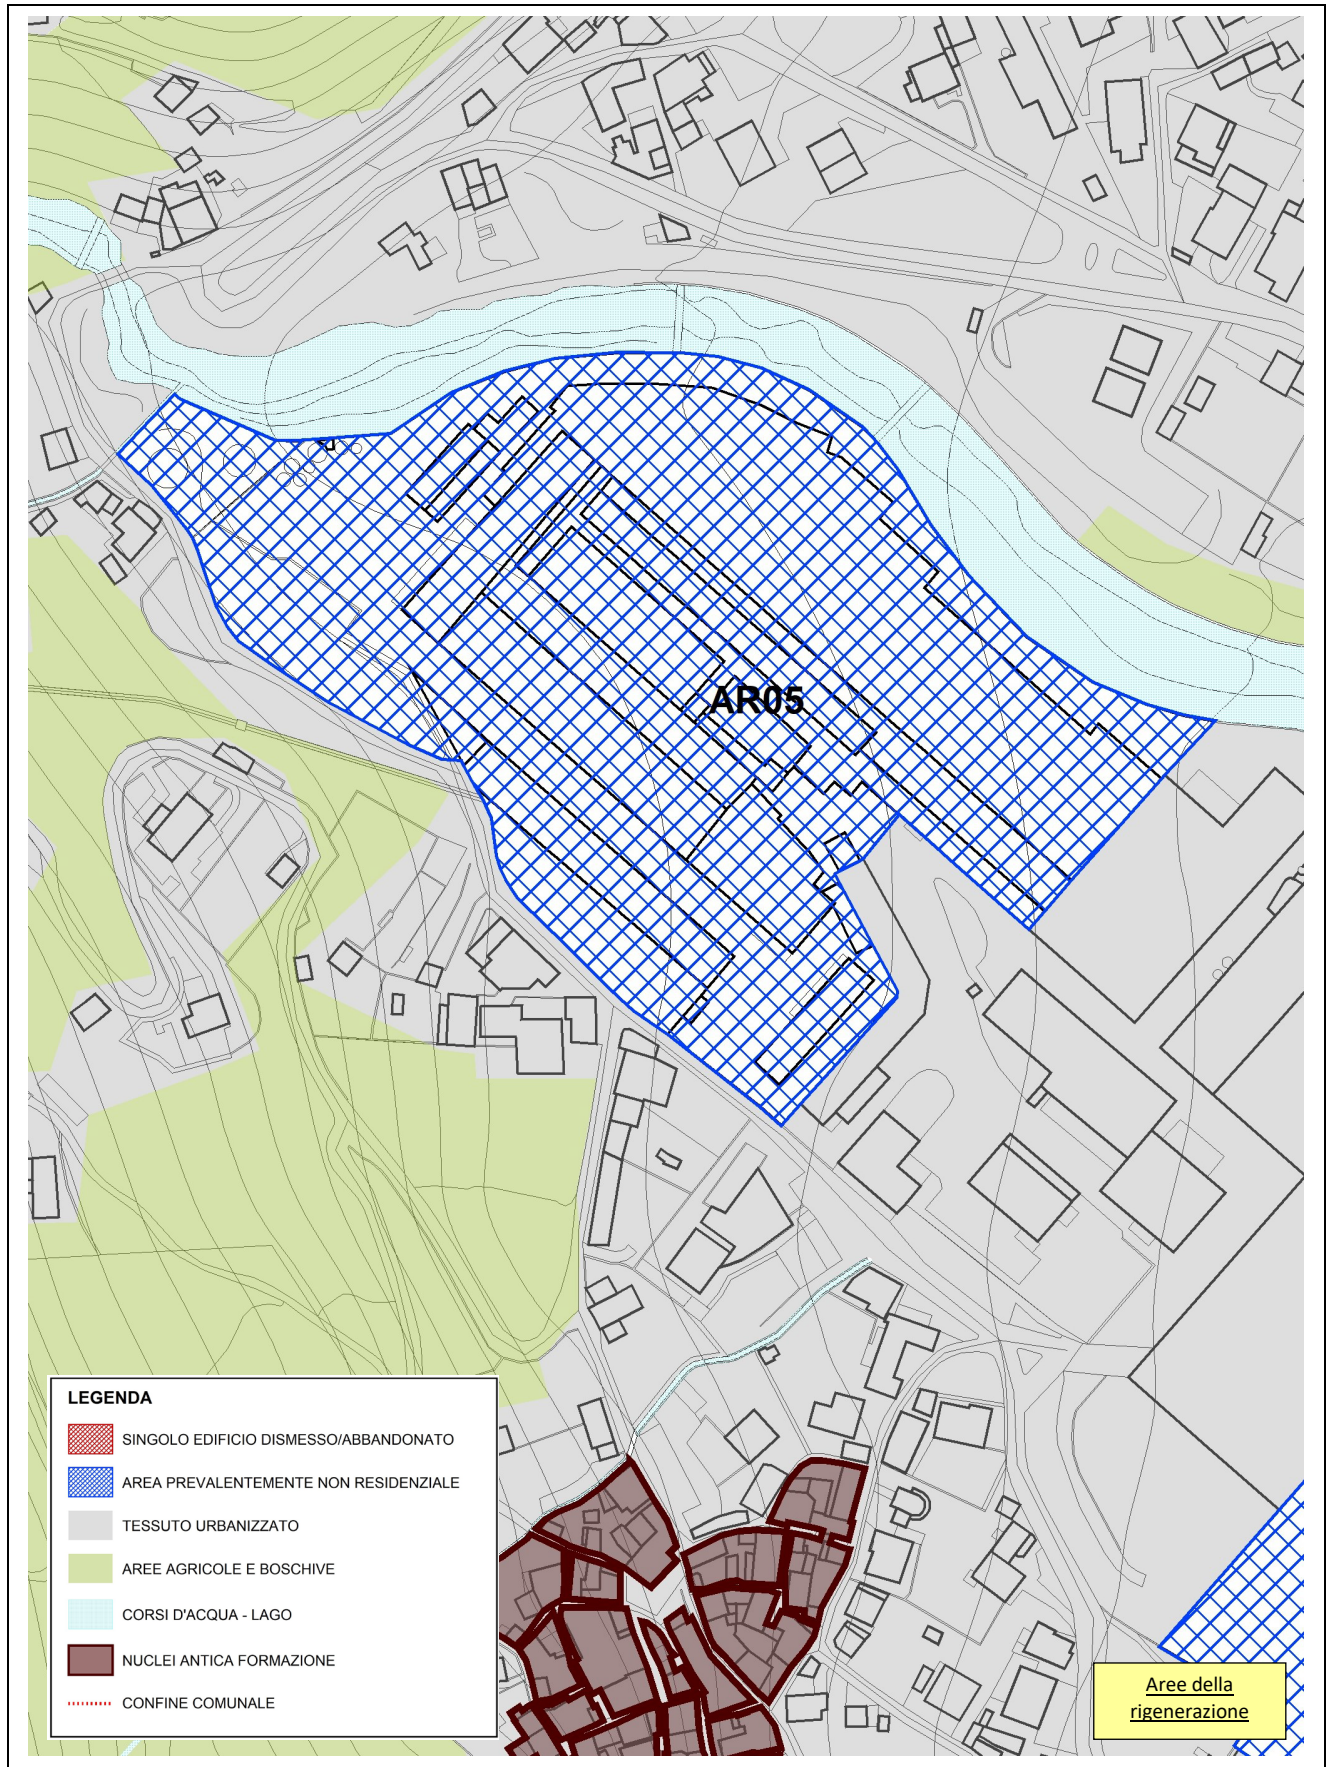 AR05
LEGENDA
SINGOLO EDIFICIO DISMESSO/ABBANDONATO
AREA PREVALENTEMENTE NON RESIDENZIALE
TESSUTO URBANIZZATO
AREE AGRICOLE E BOSCHIVE
CORSI D'ACQUA - LAGO
NUCLEI ANTICA FORMAZIONE
CONFINE COMUNALE
Aree della
rigenerazione